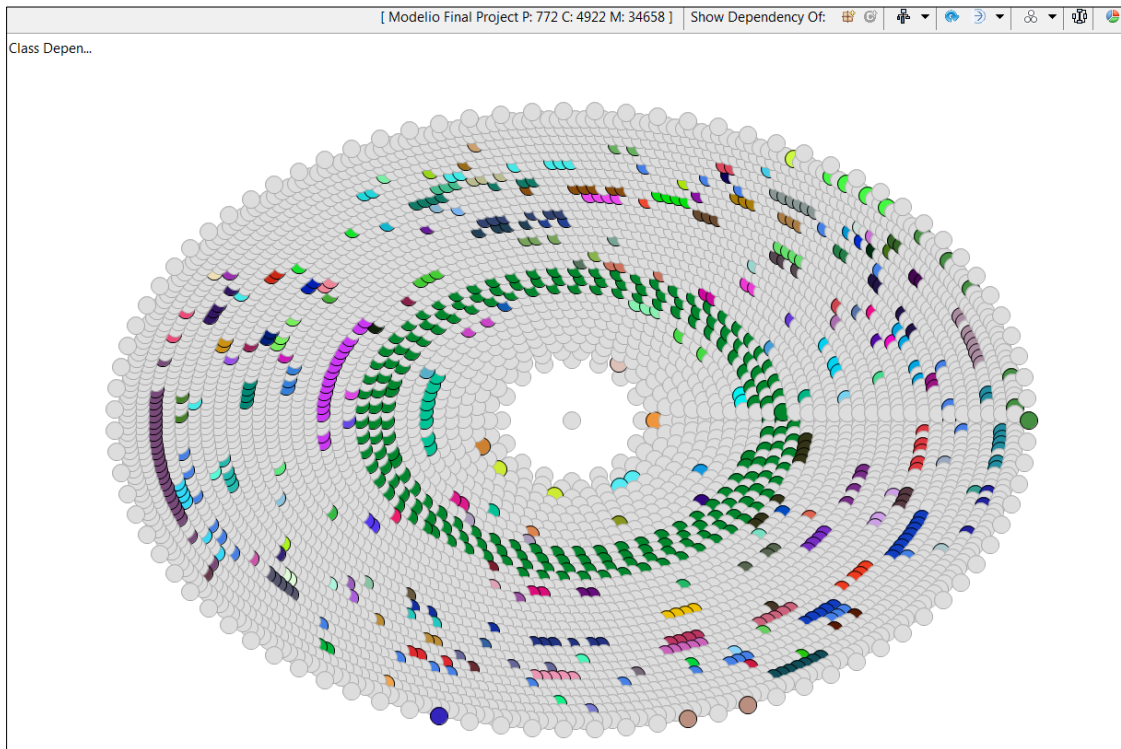 [ Modelio Final Project P: 772 C: 4922 M: 34658 ] Show Dependency Of:
Class Depen...